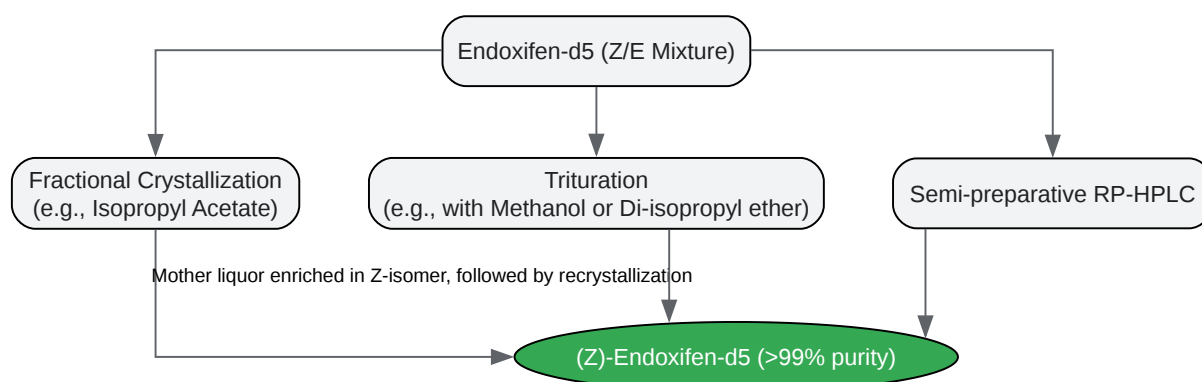 Endoxifen-d5 (Z/E Mixture)
Fractional Crystallization
(e.g., Isopropyl Acetate)
Trituration
(e.g., with Methanol or Di-isopropyl ether)
Semi-preparative RP-HPLC
Mother liquor enriched in Z-isomer, followed by recrystallization
(Z)-Endoxifen-d5 (>99% purity)